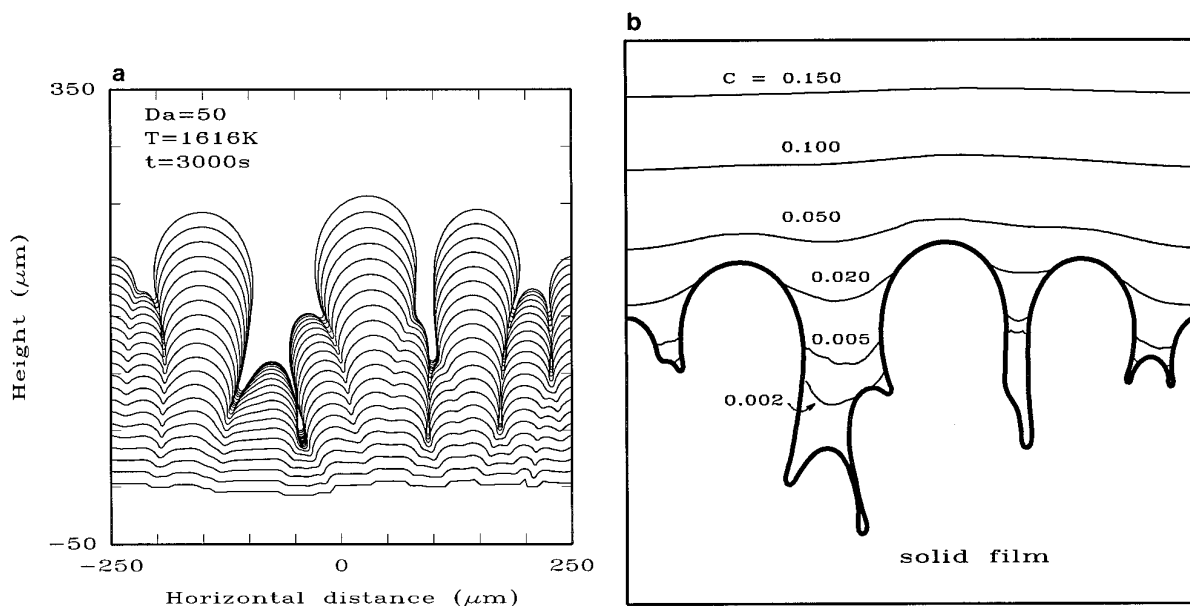 a
350
Da=50
T=1616K
t=3000s
Height (μm)
-50
-250
0
250
Horizontal distance (μm)
b
C = 0.150
0.100
0.050
0.020
0.005
0.002
solid film